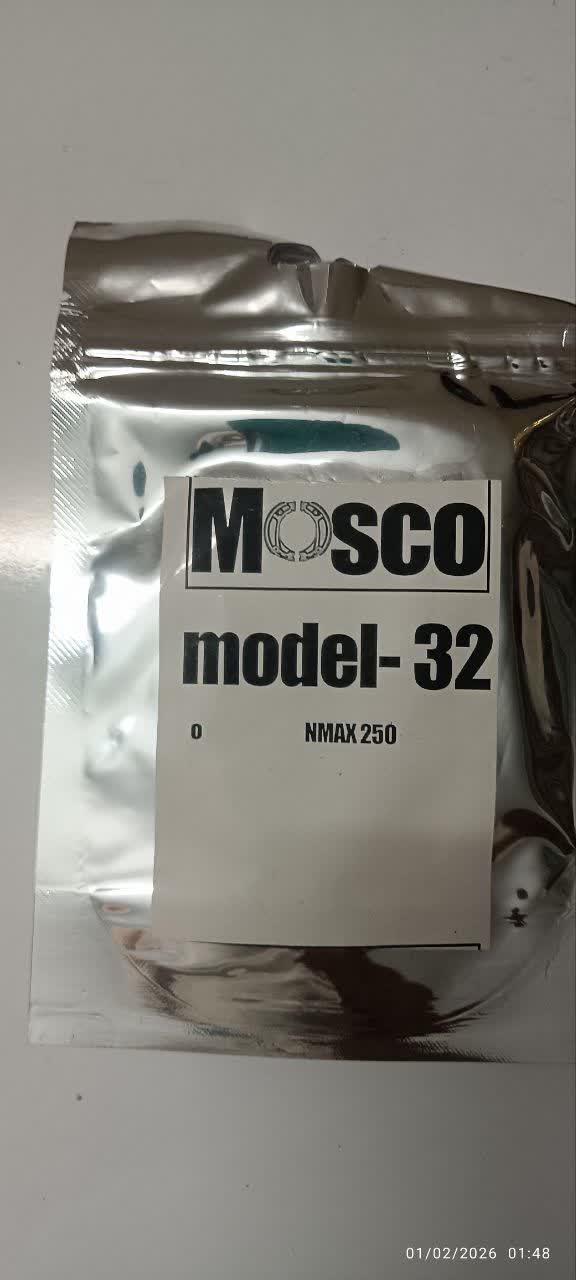 MOSCO
model- 32
0 NMAX 250
01/02/2026 01:48